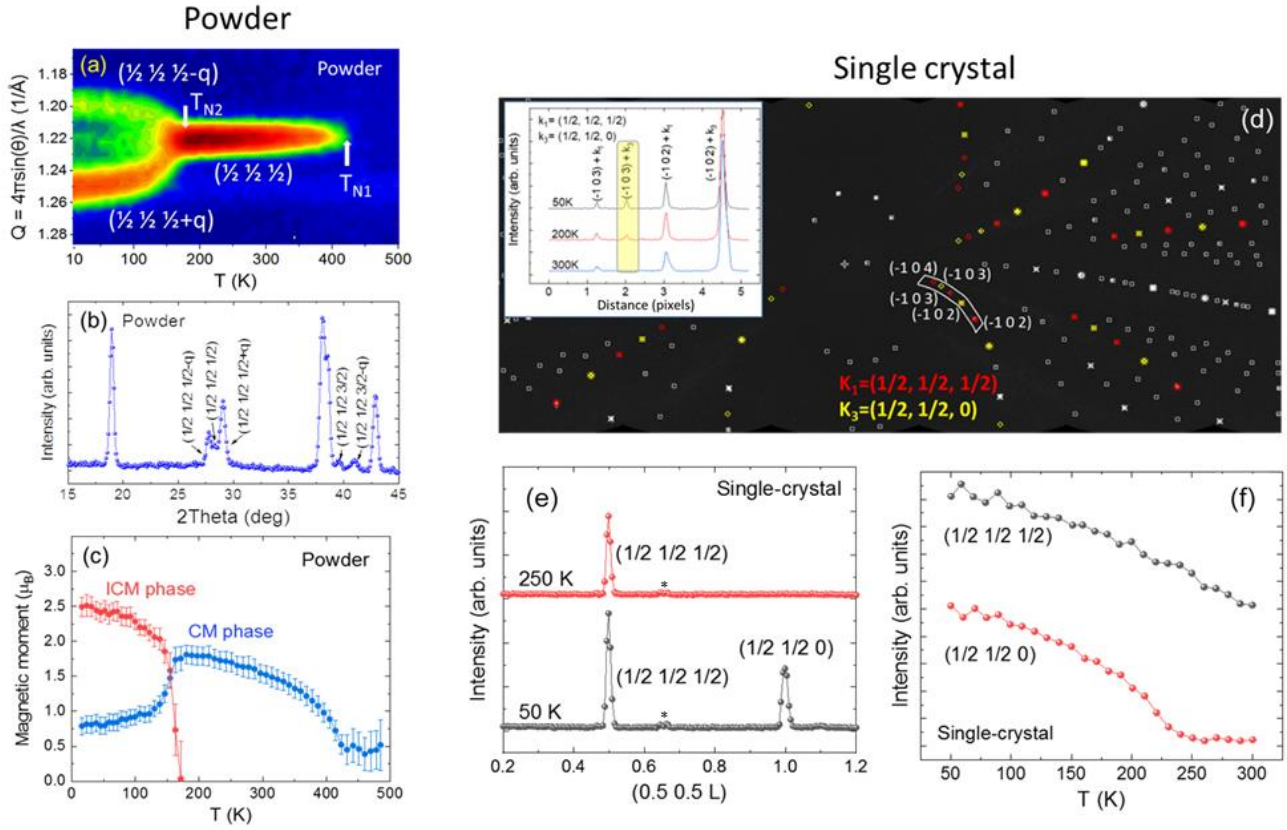 Powder
Single crystal
(a)
Powder
(½ ½ ½-q)
T_N2
(½ ½ ½)
T_N1
(½ ½ ½+q)
Q = 4πsin(θ)/λ (1/Å)
1.18
1.20
1.22
1.24
1.26
1.28
10 100 200 300 400 500
T (K)
(b)
Powder
Intensity (arb. units)
(1/2 1/2 1/2-q)
(1/2 1/2 1/2)
(1/2 1/2 1/2+q)
(1/2 1/2 3/2)
(1/2 1/2 3/2-q)
15 20 25 30 35 40 45
2Theta (deg)
(c)
Powder
ICM phase
CM phase
Magnetic moment (μB)
3.0
2.5
2.0
1.5
1.0
0.5
0.0
0 100 200 300 400 500
T (K)
(d)
k₁= (1/2, 1/2, 1/2)
k₃= (1/2, 1/2, 0)
(-1 0 3) + k₁
(-1 0 3) + k₃
(-1 0 2) + k₁
(-1 0 2) + k₃
50K
200K
300K
Intensity (arb. units)
0 1 2 3 4 5
Distance (pixels)
(-1 0 4)
(-1 0 3)
(-1 0 3)
(-1 0 2)
(-1 0 2)
K₁=(1/2, 1/2, 1/2)
K₃=(1/2, 1/2, 0)
(e)
Single-crystal
(1/2 1/2 1/2)
250 K
*
(1/2 1/2 0)
(1/2 1/2 1/2)
50 K
*
Intensity (arb. units)
0.2 0.4 0.6 0.8 1.0 1.2
(0.5 0.5 L)
(f)
(1/2 1/2 1/2)
(1/2 1/2 0)
Single-crystal
Intensity (arb. units)
50 100 150 200 250 300
T (K)